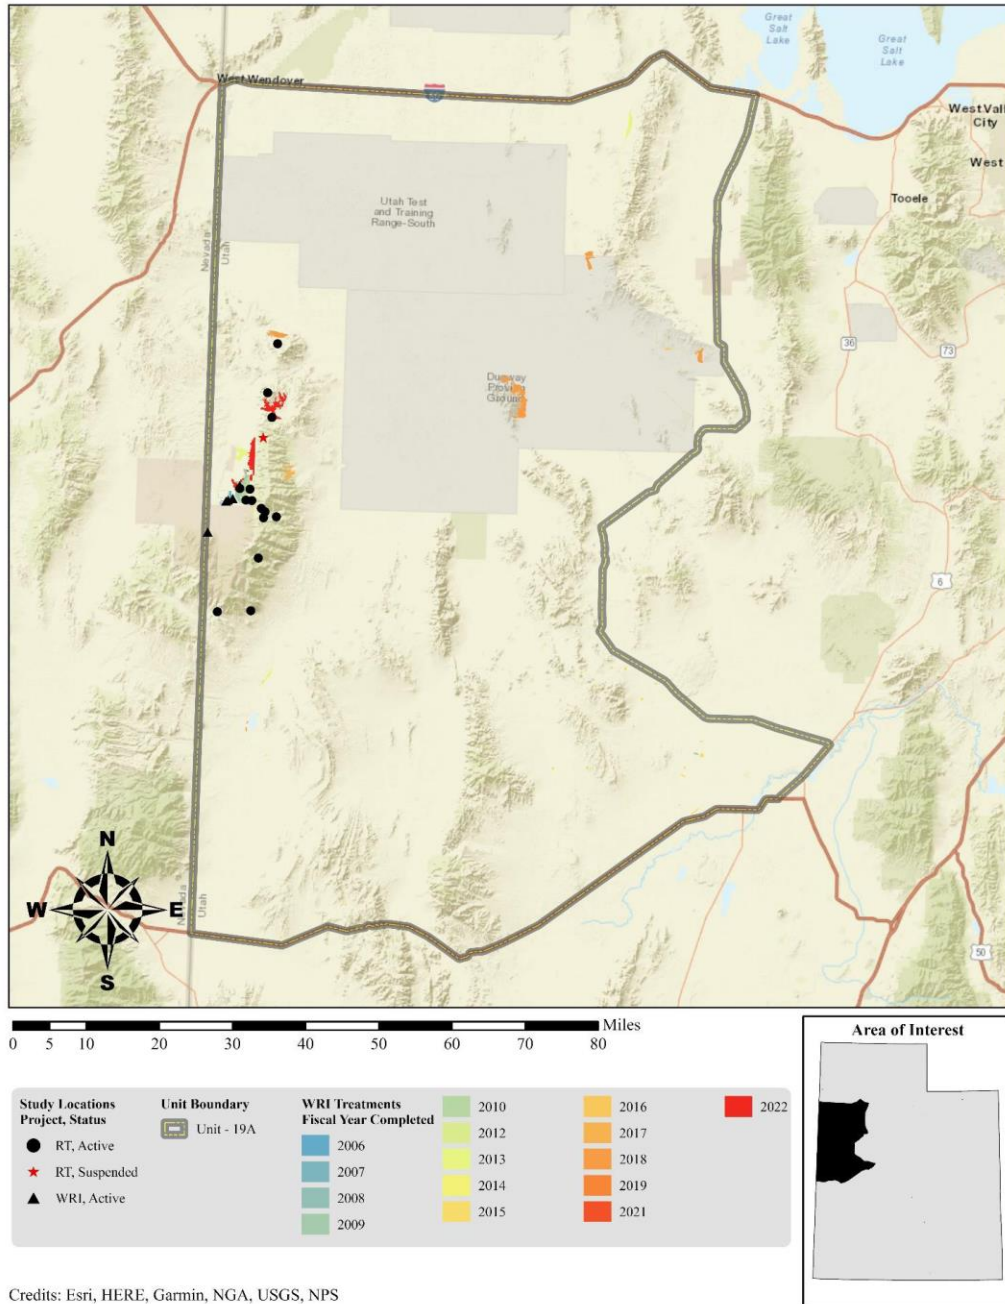 Great
Salt
Lake
Great
Salt
Lake
West Wendover
West Vall
City
West
Tooele
Utah Test
and Training
Range-South
Nevada
Utah
36
73
Dugway
Proving
Ground
6
Nevada
Utah
50
N
W E
S
Miles
0 5 10 20 30 40 50 60 70 80
Area of Interest
Study Locations
Project, Status
RT, Active
RT, Suspended
WRI, Active
Unit Boundary
Unit - 19A
WRI Treatments
Fiscal Year Completed
2006
2007
2008
2009
2010
2012
2013
2014
2015
2016
2017
2018
2019
2021
2022
Credits: Esri, HERE, Garmin, NGA, USGS, NPS